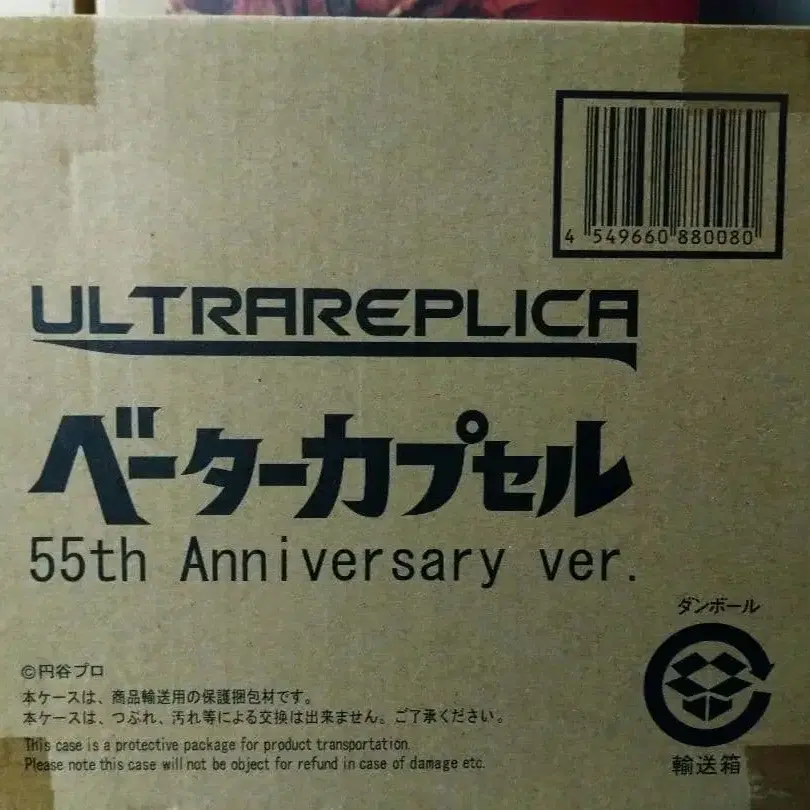 4 549660 880080
ULTRAREPLICA
ベーターカプセル
55th Anniversary ver.
ダンボール
輸送箱
©円谷プロ
本ケースは、商品輸送用の保護梱包材です。
本ケースは、つぶれ、汚れ等による交換は出来ません。ご了承ください。
This case is a protective package for product transportation.
Please note this case will not be object for refund in case of damage etc.